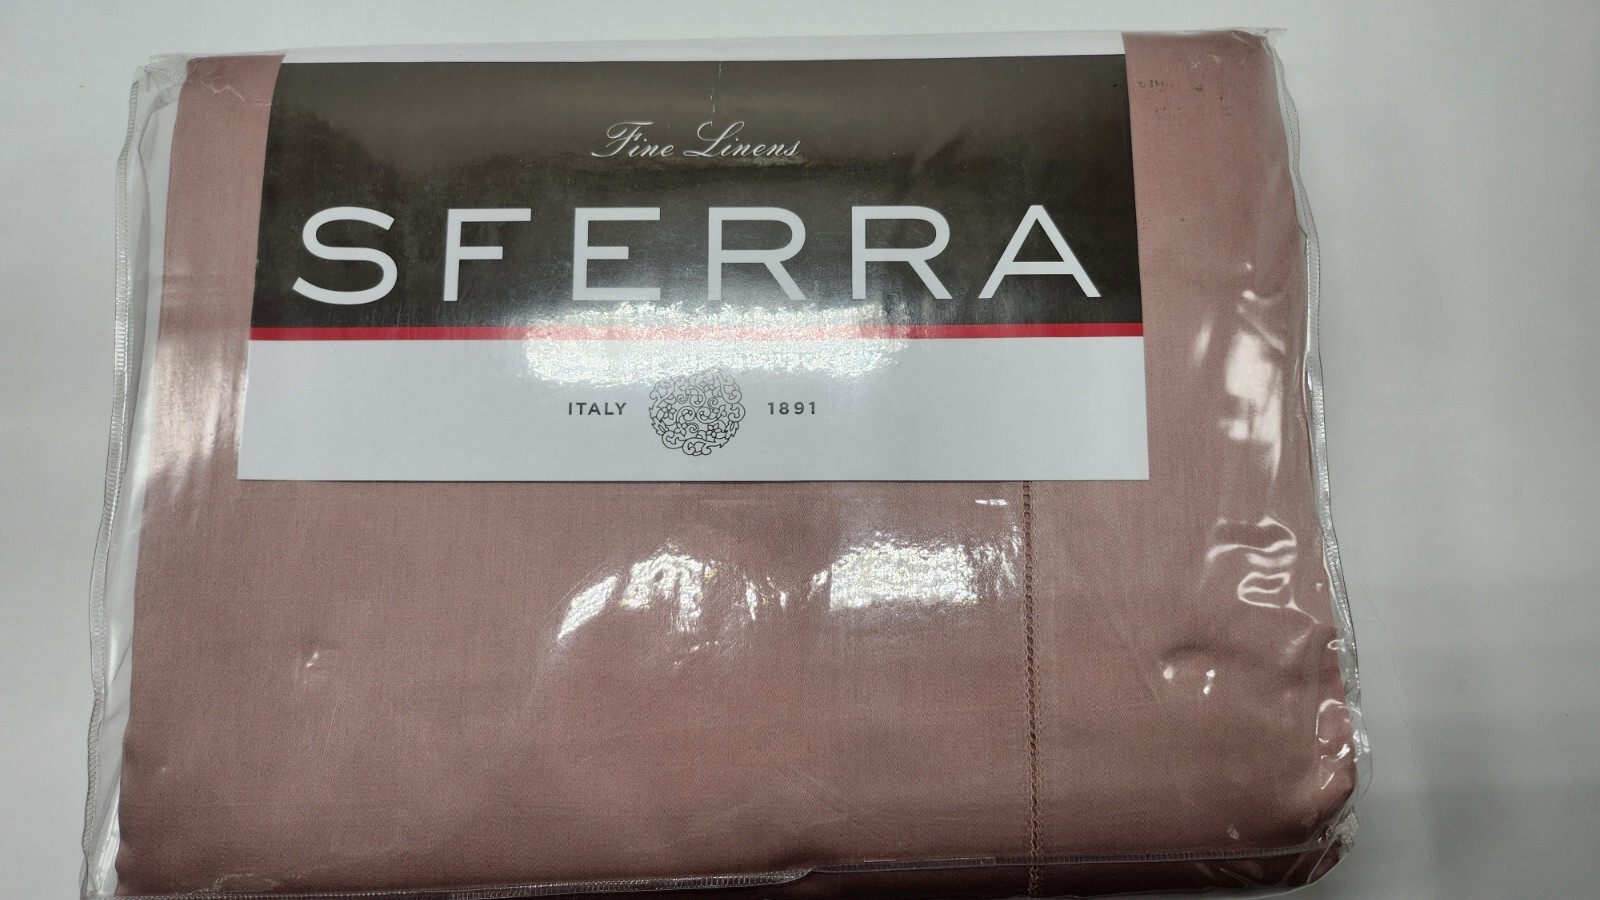 Fine Linens
SFERRA
ITALY 1891